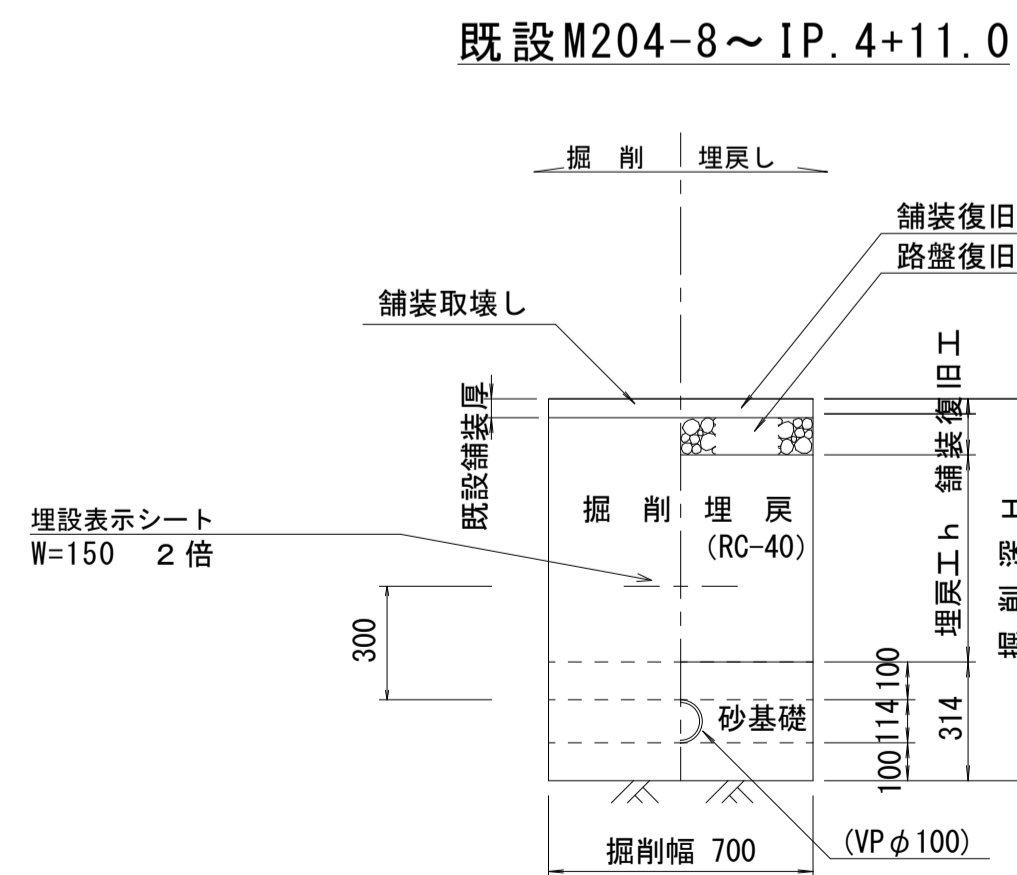 既設M204-8～IP.4+11.0
掘 削 埋戻し
舗装復旧
路盤復旧
舗装取壊し
既設舗装厚
舗装復旧工
埋設表示シート
W=150 2倍
掘 削 埋 戻
(RC-40)
埋戻工h
掘 削 深 H
300
100
114
100
314
砂基礎
(VPφ100)
掘削幅 700